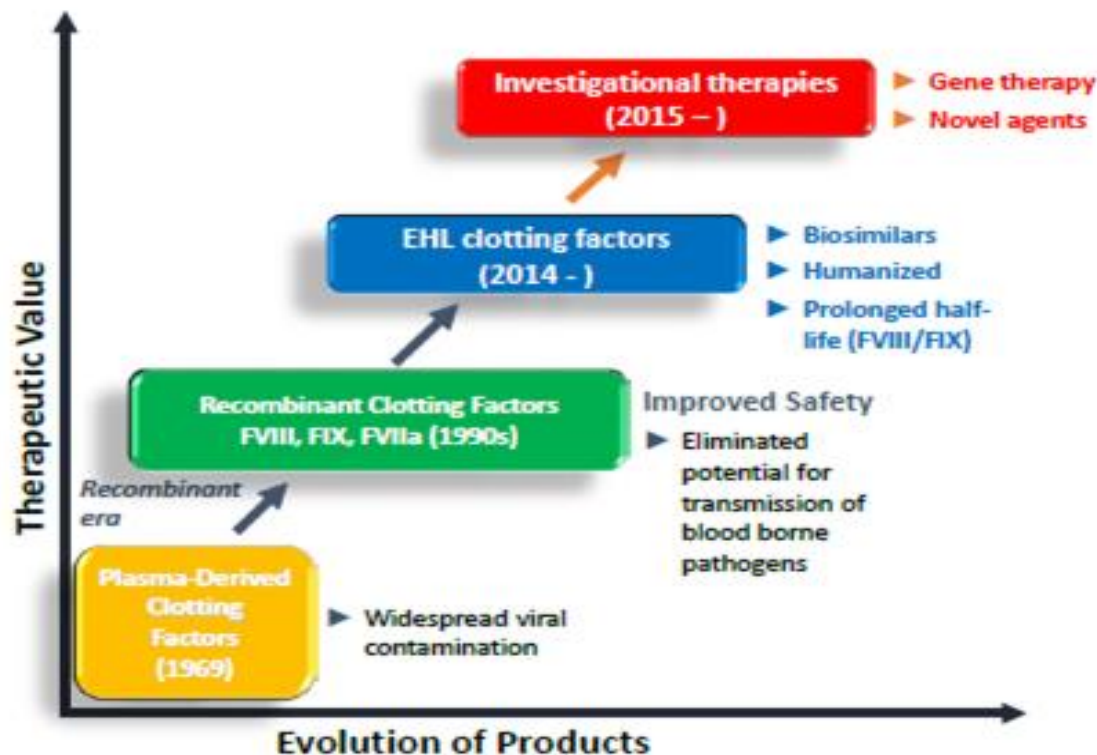 Therapeutic Value
Investigational therapies
(2015 – )
► Gene therapy
► Novel agents
EHL clotting factors
(2014 - )
► Biosimilars
► Humanized
► Prolonged half-
life (FVIII/FIX)
Recombinant Clotting Factors
FVIII, FIX, FVIIa (1990s)
Improved Safety
► Eliminated
potential for
transmission of
blood borne
pathogens
Recombinant
era
Plasma-Derived
Clotting
Factors
(1969)
► Widespread viral
contamination
Evolution of Products